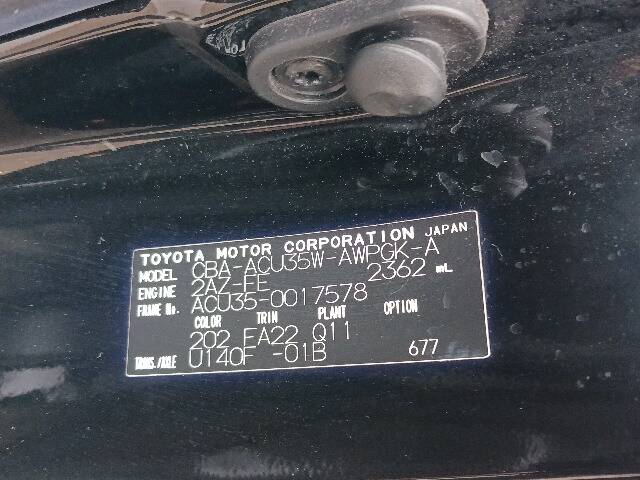 TOYOTA MOTOR CORPORATION JAPAN
MODEL CBA-ACU35W-AWPGK-A
ENGINE 2AZ-FE 2362 mL
FRAME No. ACU35-0017578
COLOR TRIM PLANT OPTION
202 FA22 Q11
TRANS./AXLE U140F -01B 677